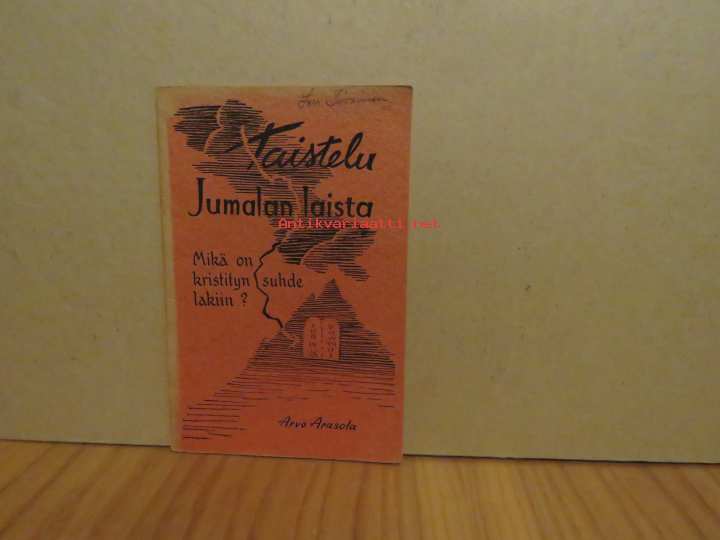 Taistelu
Jumalan laista
Antikvariaatti.net
Mikä on
kristityn suhde
lakiin ?
Arvo Arasola